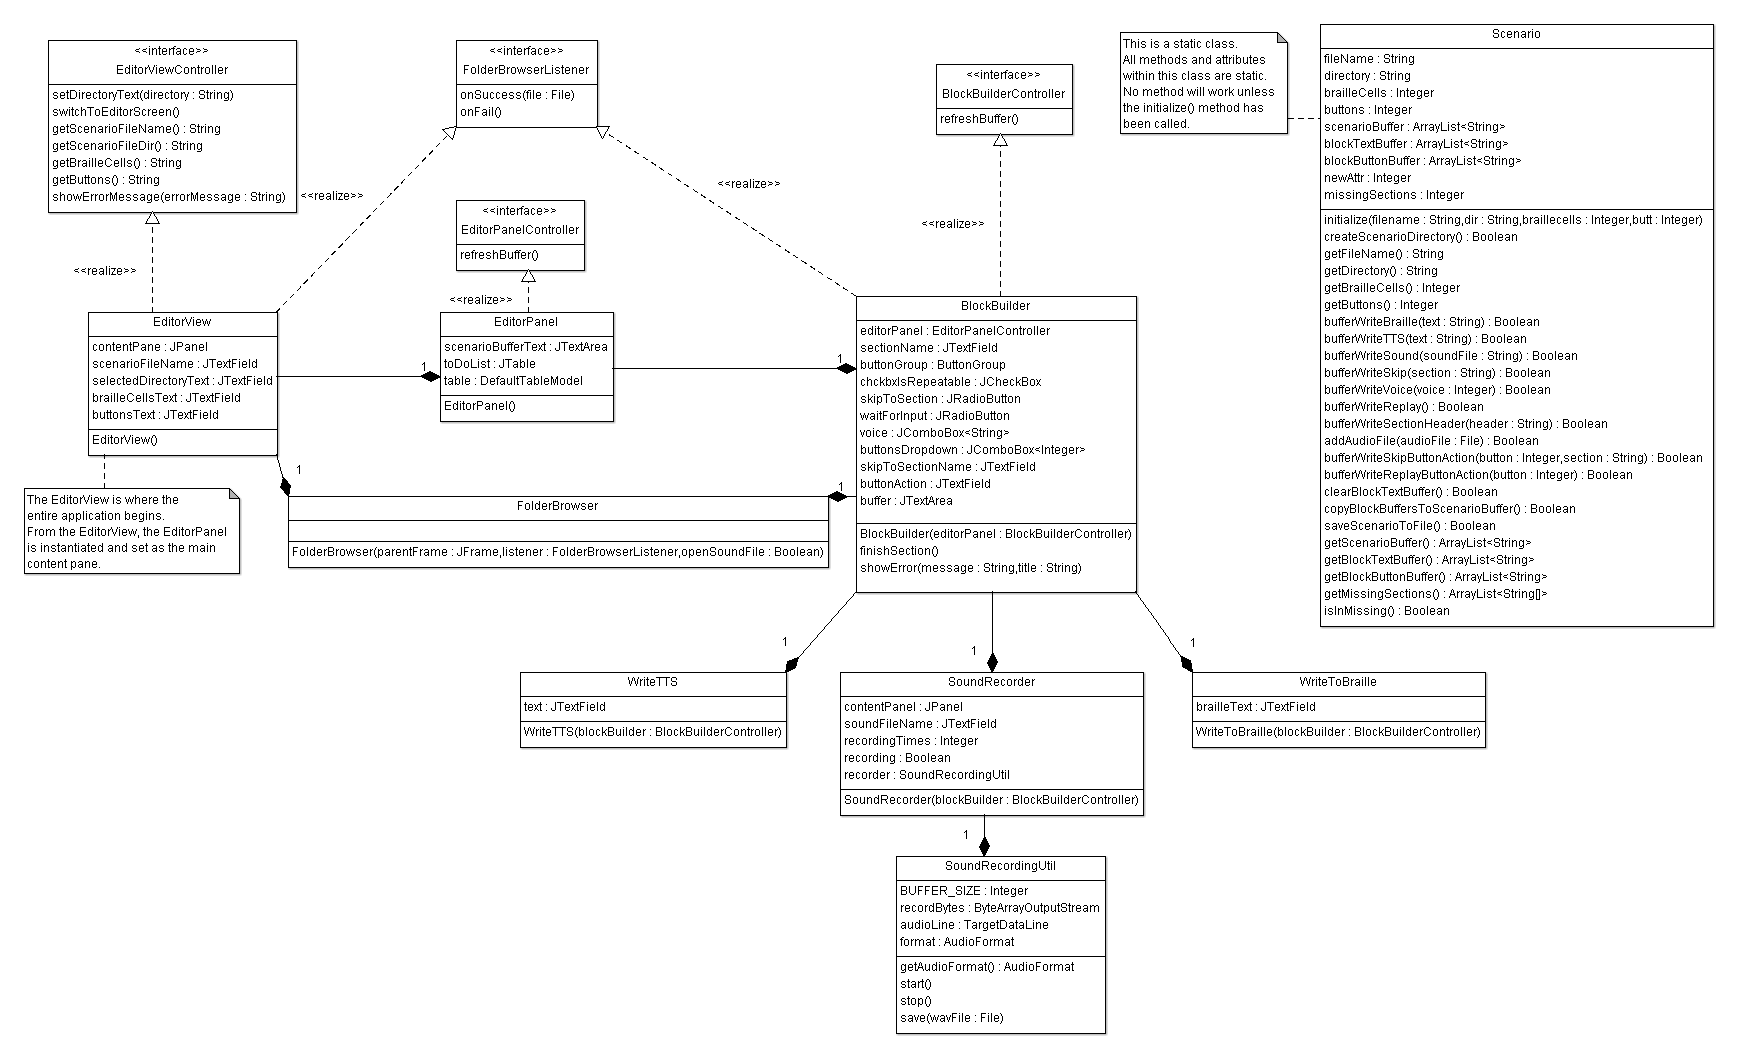 <<interface>>
EditorViewController
setDirectoryText(directory : String)
switchToEditorScreen()
getScenarioFileName() : String
getScenarioFileDir() : String
getBrailleCells() : String
getButtons() : String
showErrorMessage(errorMessage : String)
<<interface>>
FolderBrowserListener
onSuccess(file : File)
onFail()
<<interface>>
BlockBuilderController
refreshBuffer()
This is a static class.
All methods and attributes
within this class are static.
No method will work unless
the initialize() method has
been called.
Scenario
fileName : String
directory : String
brailleCells : Integer
buttons : Integer
scenarioBuffer : ArrayList<String>
blockTextBuffer : ArrayList<String>
blockButtonBuffer : ArrayList<String>
newAttr : Integer
missingSections : Integer
initialize(filename : String,dir : String,braillecells : Integer,butt : Integer)
createScenarioDirectory() : Boolean
getFileName() : String
getDirectory() : String
getBrailleCells() : Integer
getButtons() : Integer
bufferWriteBraille(text : String) : Boolean
bufferWriteTTS(text : String) : Boolean
bufferWriteSound(soundFile : String) : Boolean
bufferWriteSkip(section : String) : Boolean
bufferWriteVoice(voice : Integer) : Boolean
bufferWriteReplay() : Boolean
bufferWriteSectionHeader(header : String) : Boolean
addAudioFile(audioFile : File) : Boolean
bufferWriteSkipButtonAction(button : Integer,section : String) : Boolean
bufferWriteReplayButtonAction(button : Integer) : Boolean
clearBlockTextBuffer() : Boolean
copyBlockBuffersToScenarioBuffer() : Boolean
saveScenarioToFile() : Boolean
getScenarioBuffer() : ArrayList<String>
getBlockTextBuffer() : ArrayList<String>
getBlockButtonBuffer() : ArrayList<String>
getMissingSections() : ArrayList<String[]>
isInMissing() : Boolean
<<realize>>
<<realize>>
<<realize>>
<<realize>>
<<interface>>
EditorPanelController
refreshBuffer()
<<realize>>
EditorView
contentPane : JPanel
scenarioFileName : JTextField
selectedDirectoryText : JTextField
brailleCellsText : JTextField
buttonsText : JTextField
EditorView()
1
EditorPanel
scenarioBufferText : JTextArea
toDoList : JTable
table : DefaultTableModel
EditorPanel()
1
BlockBuilder
editorPanel : EditorPanelController
sectionName : JTextField
buttonGroup : ButtonGroup
chckbxIsRepeatable : JCheckBox
skipToSection : JRadioButton
waitForInput : JRadioButton
voice : JComboBox<String>
buttonsDropdown : JComboBox<Integer>
skipToSectionName : JTextField
buttonAction : JTextField
buffer : JTextArea
BlockBuilder(editorPanel : BlockBuilderController)
finishSection()
showError(message : String,title : String)
1
1
The EditorView is where the
entire application begins.
From the EditorView, the EditorPanel
is instantiated and set as the main
content pane.
FolderBrowser
FolderBrowser(parentFrame : JFrame,listener : FolderBrowserListener,openSoundFile : Boolean)
1
1
1
WriteTTS
text : JTextField
WriteTTS(blockBuilder : BlockBuilderController)
SoundRecorder
contentPanel : JPanel
soundFileName : JTextField
recordingTimes : Integer
recording : Boolean
recorder : SoundRecordingUtil
SoundRecorder(blockBuilder : BlockBuilderController)
WriteToBraille
brailleText : JTextField
WriteToBraille(blockBuilder : BlockBuilderController)
1
SoundRecordingUtil
BUFFER_SIZE : Integer
recordBytes : ByteArrayOutputStream
audioLine : TargetDataLine
format : AudioFormat
getAudioFormat() : AudioFormat
start()
stop()
save(wavFile : File)